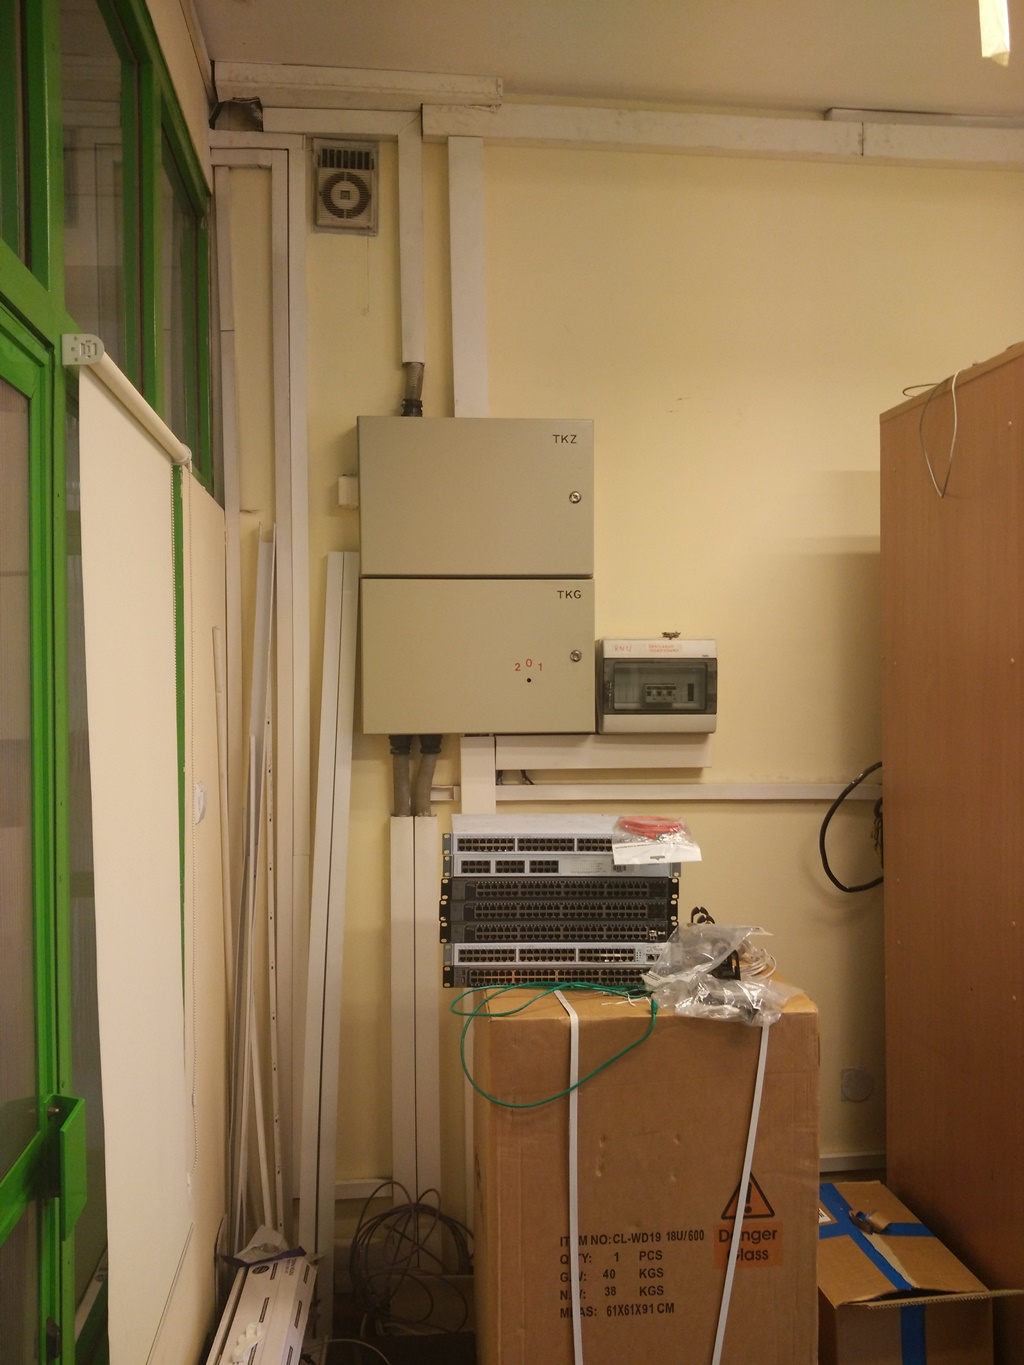 TKZ
TKG
201
ITEM NO:CL-WD19 18U/600
Q'TY: 1 PCS
G.W: 40 KGS
N.W: 38 KGS
MEAS: 61X61X91 CM
Danger
Glass